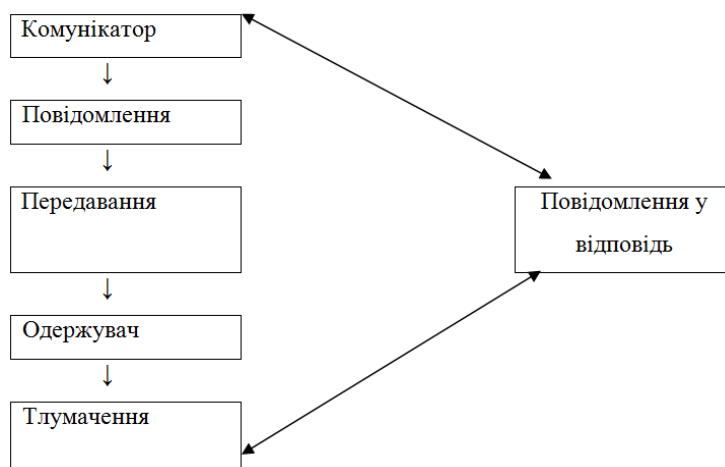 Комунікатор
↓
Повідомлення
↓
Передавання
↓
Одержувач
↓
Тлумачення
Повідомлення у
відповідь